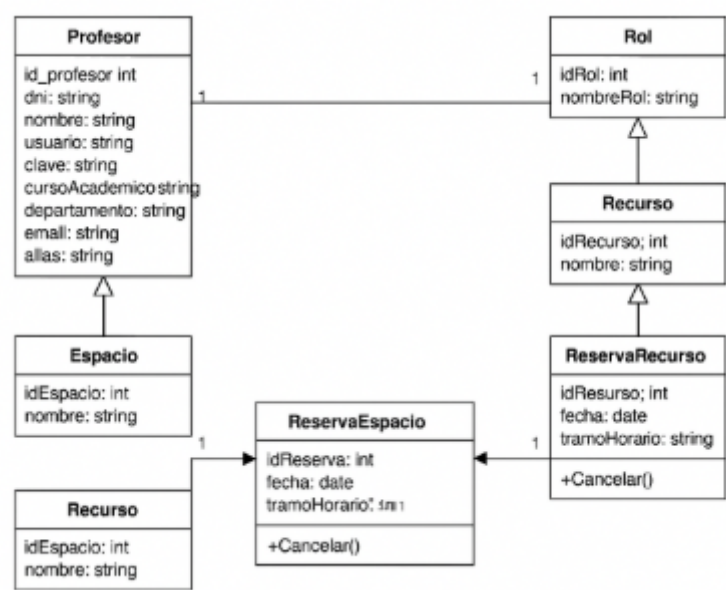 Profesor
id_profesor int
dni: string
nombre: string
usuario: string
clave: string
cursoAcademico string
departamento: string
emall: string
allas: string
1
1
Rol
idRol: int
nombreRol: string
Recurso
idRecurso; int
nombre: string
Espacio
idEspacio: int
nombre: string
ReservaRecurso
idResurso; int
fecha: date
tramoHorario: string
+Cancelar()
1
1
ReservaEspacio
idReserva: int
fecha: date
tramoHorario:
+Cancelar()
Recurso
idEspacio: int
nombre: string